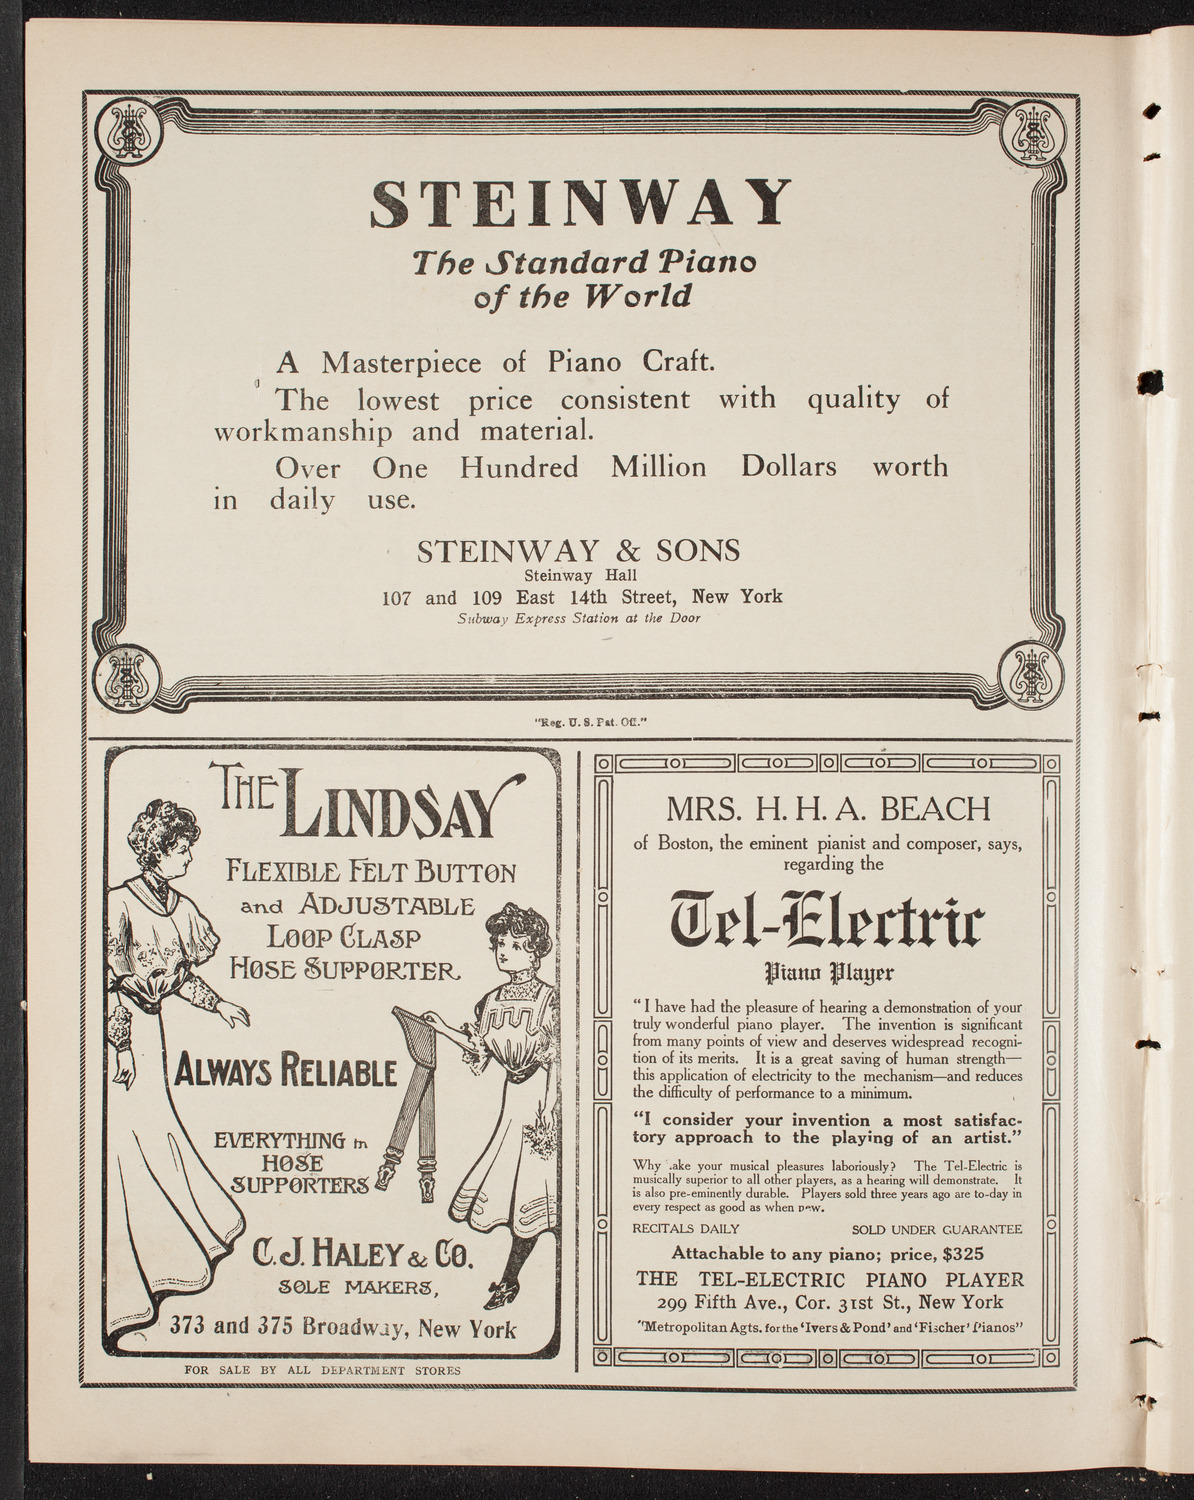 STEINWAY
The Standard Piano
of the World
A Masterpiece of Piano Craft.
The lowest price consistent with quality of
workmanship and material.
Over One Hundred Million Dollars worth
in daily use.
STEINWAY & SONS
Steinway Hall
107 and 109 East 14th Street, New York
Subway Express Station at the Door
"Reg. U. S. Pat. Off."
THE LINDSAY
FLEXIBLE FELT BUTTON
and ADJUSTABLE
LOOP CLASP
HOSE SUPPORTER
ALWAYS RELIABLE
EVERYTHING in
HOSE
SUPPORTERS
C. J. HALEY & CO.
SOLE MAKERS,
373 and 375 Broadway, New York
FOR SALE BY ALL DEPARTMENT STORES
MRS. H. H. A. BEACH
of Boston, the eminent pianist and composer, says,
regarding the
Tel-Electric
Piano Player
"I have had the pleasure of hearing a demonstration of your
truly wonderful piano player. The invention is significant
from many points of view and deserves widespread recogni-
tion of its merits. It is a great saving of human strength—
this application of electricity to the mechanism—and reduces
the difficulty of performance to a minimum.
"I consider your invention a most satisfac-
tory approach to the playing of an artist."
Why ake your musical pleasures laboriously? The Tel-Electric is
musically superior to all other players, as a hearing will demonstrate. It
is also pre-eminently durable. Players sold three years ago are to-day in
every respect as good as when new.
RECITALS DAILY SOLD UNDER GUARANTEE
Attachable to any piano; price, $325
THE TEL-ELECTRIC PIANO PLAYER
299 Fifth Ave., Cor. 31st St., New York
"Metropolitan Agts. for the 'Ivers & Pond' and 'Fischer' Pianos"